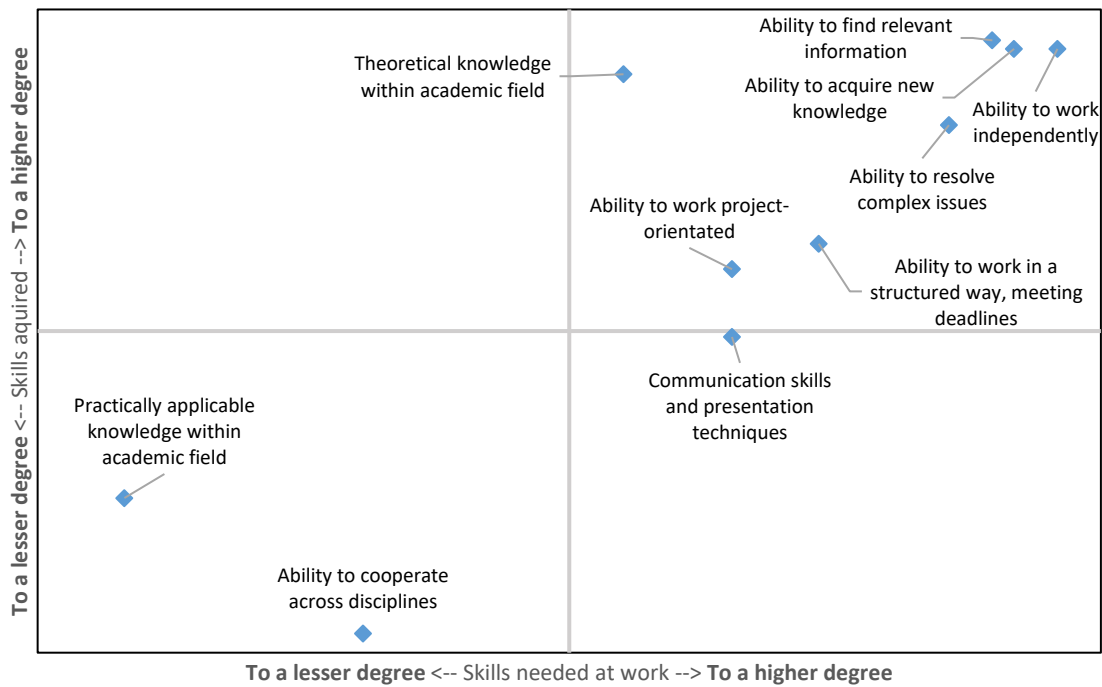 Ability to find relevant
information
Theoretical knowledge
within academic field
Ability to acquire new
knowledge
Ability to work
independently
Ability to resolve
complex issues
Ability to work project-
orientated
Ability to work in a
structured way, meeting
deadlines
Communication skills
and presentation
techniques
Practically applicable
knowledge within
academic field
Ability to cooperate
across disciplines
To a lesser degree <-- Skills aquired --> To a higher degree
To a lesser degree <-- Skills needed at work --> To a higher degree